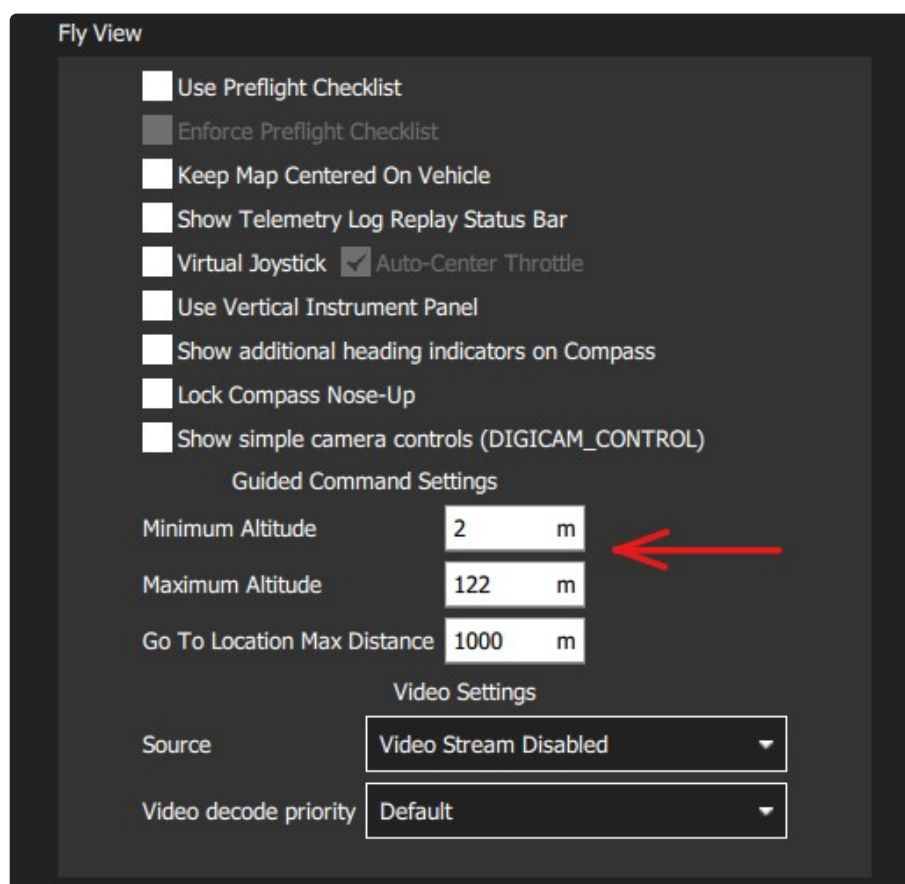 Fly View
Use Preflight Checklist
Enforce Preflight Checklist
Keep Map Centered On Vehicle
Show Telemetry Log Replay Status Bar
Virtual Joystick Auto-Center Throttle
Use Vertical Instrument Panel
Show additional heading indicators on Compass
Lock Compass Nose-Up
Show simple camera controls (DIGICAM_CONTROL)
Guided Command Settings
Minimum Altitude 2 m
Maximum Altitude 122 m
Go To Location Max Distance 1000 m
Video Settings
Source Video Stream Disabled
Video decode priority Default